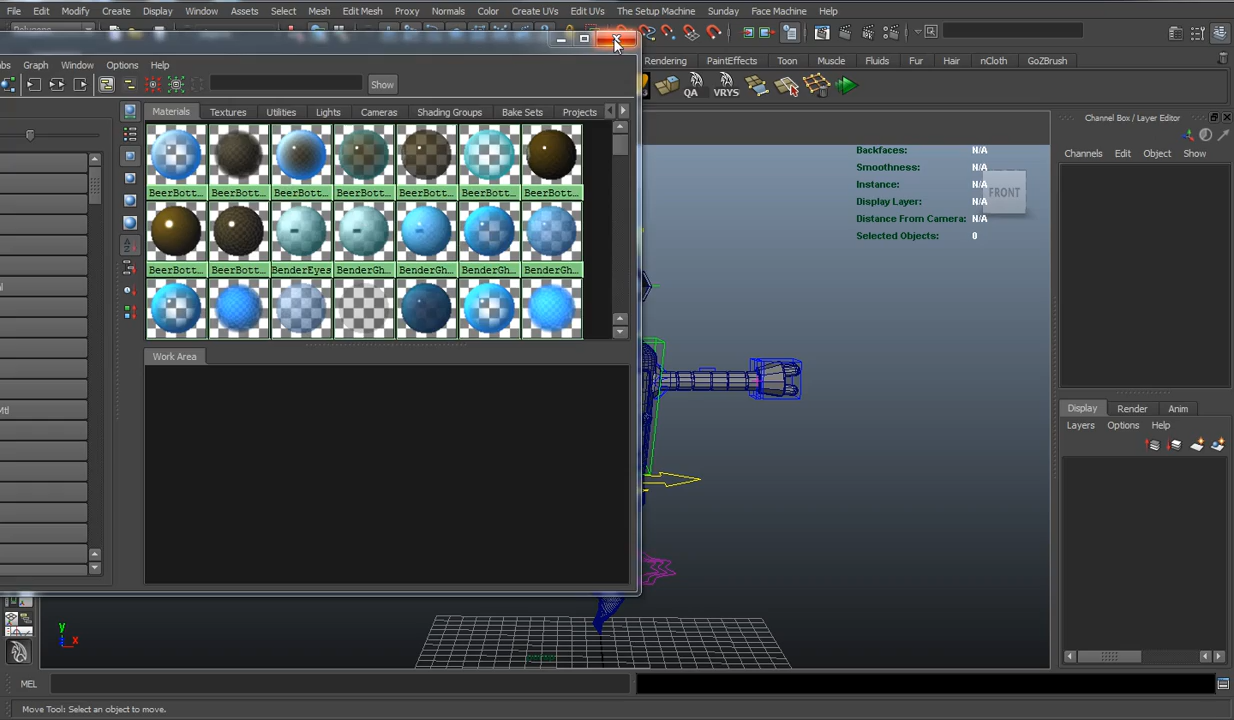 File Edit Modify Create Display Window Assets Select Mesh Edit Mesh Proxy Normals Color Create UVs Edit UVs The Setup Machine Sunday Face Machine Help
Graph Window Options Help
Show
Rendering PaintEffects Toon Muscle Fluids Fur Hair nCloth GoZBrush
QA VRYS
Materials Textures Utilities Lights Cameras Shading Groups Bake Sets Projects
BeerBott... BeerBott... BeerBott... BeerBott... BeerBott... BeerBott... BeerBott...
BeerBott... BeerBott... BenderEyes BenderGh... BenderGh... BenderGh... BenderGh...
Work Area
Backfaces: N/A
Smoothness: N/A
Instance: N/A
Display Layer: N/A
Distance From Camera: N/A
Selected Objects: 0
FRONT
Channel Box / Layer Editor
Channels Edit Object Show
Display Render Anim
Layers Options Help
y
x
MEL
Move Tool: Select an object to move.